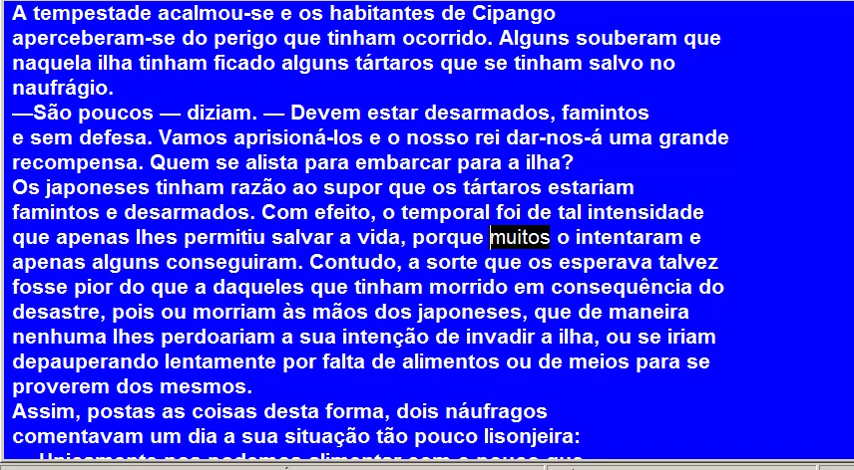 A tempestade acalmou-se e os habitantes de Cipango
aperceberam-se do perigo que tinham ocorrido. Alguns souberam que
naquela ilha tinham ficado alguns tártaros que se tinham salvo no
naufrágio.
—São poucos — diziam. — Devem estar desarmados, famintos
e sem defesa. Vamos aprisioná-los e o nosso rei dar-nos-á uma grande
recompensa. Quem se alista para embarcar para a ilha?
Os japoneses tinham razão ao supor que os tártaros estariam
famintos e desarmados. Com efeito, o temporal foi de tal intensidade
que apenas lhes permitiu salvar a vida, porque muitos o intentaram e
apenas alguns conseguiram. Contudo, a sorte que os esperava talvez
fosse pior do que a daqueles que tinham morrido em consequência do
desastre, pois ou morriam às mãos dos japoneses, que de maneira
nenhuma lhes perdoariam a sua intenção de invadir a ilha, ou se iriam
depauperando lentamente por falta de alimentos ou de meios para se
proverem dos mesmos.
Assim, postas as coisas desta forma, dois náufragos
comentavam um dia a sua situação tão pouco lisonjeira: